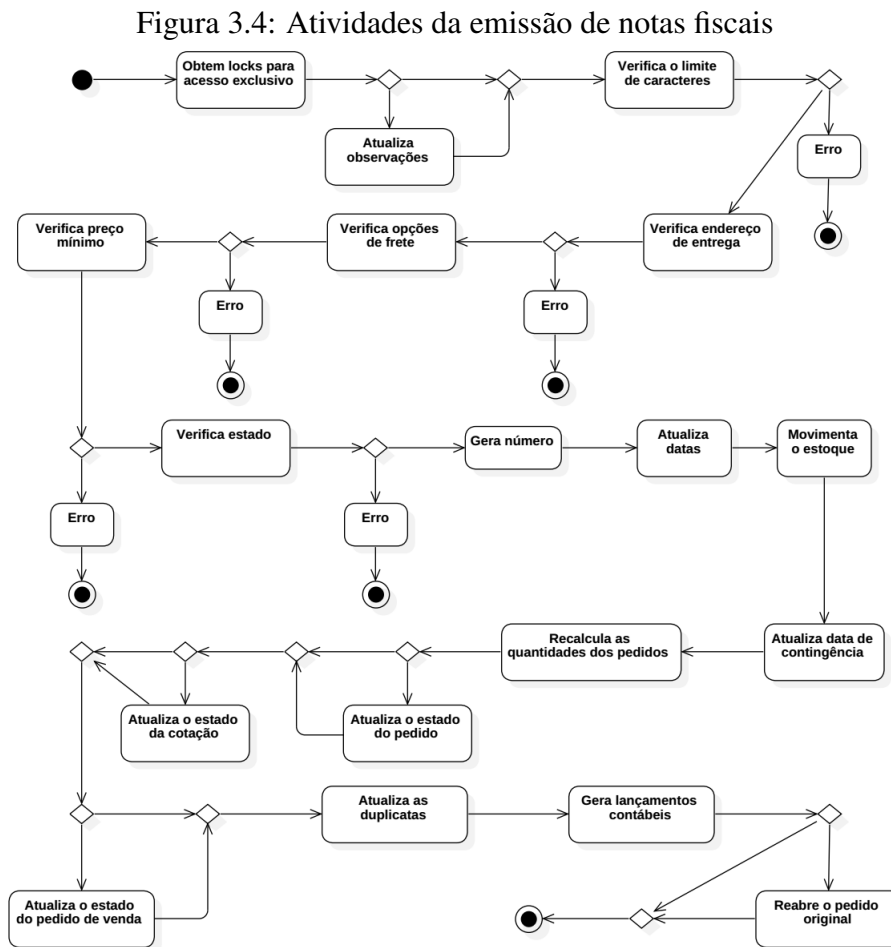 Figura 3.4: Atividades da emissão de notas fiscais
Obtem locks para
acesso exclusivo
Verifica o limite
de caracteres
Atualiza
observações
Erro
Verifica preço
mínimo
Verifica opções
de frete
Verifica endereço
de entrega
Erro
Erro
Verifica estado
Gera número
Atualiza
datas
Movimenta
o estoque
Erro
Erro
Recalcula as
quantidades dos pedidos
Atualiza data de
contingência
Atualiza o estado
da cotação
Atualiza o estado
do pedido
Atualiza as
duplicatas
Gera lançamentos
contábeis
Atualiza o estado
do pedido de venda
Reabre o pedido
original